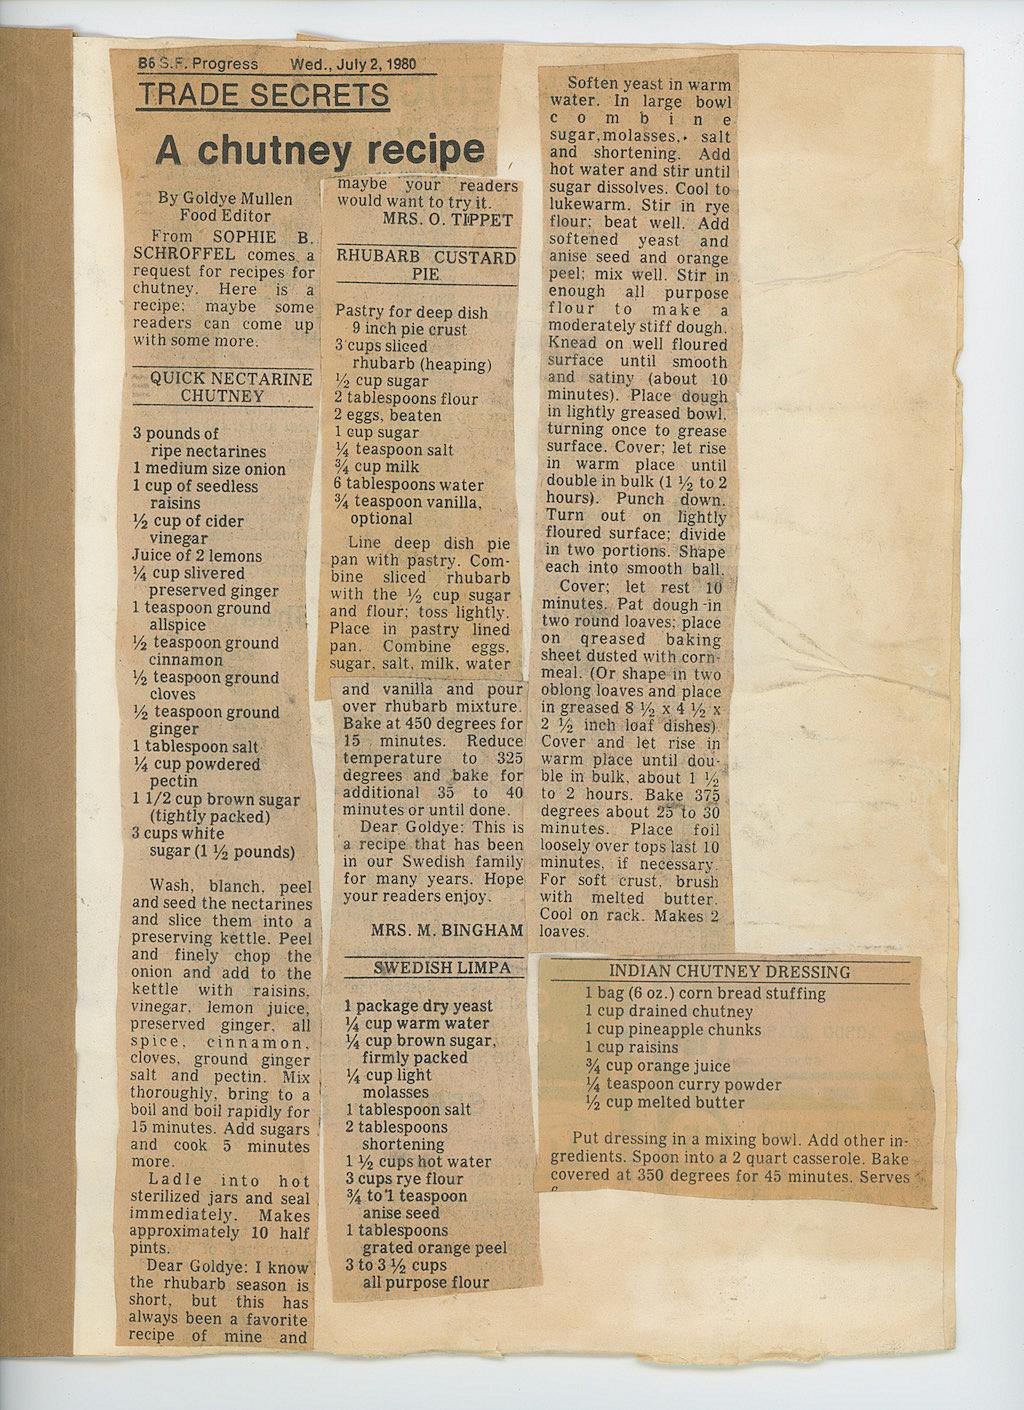 B6 S.F. Progress Wed., July 2, 1980
TRADE SECRETS
A chutney recipe
By Goldye Mullen
Food Editor
From SOPHIE B.
SCHROFFEL comes a
request for recipes for
chutney. Here is a
recipe; maybe some
readers can come up
with some more.
QUICK NECTARINE
CHUTNEY
3 pounds of
ripe nectarines
1 medium size onion
1 cup of seedless
raisins
½ cup of cider
vinegar
Juice of 2 lemons
¼ cup slivered
preserved ginger
1 teaspoon ground
allspice
½ teaspoon ground
cinnamon
½ teaspoon ground
cloves
½ teaspoon ground
ginger
1 tablespoon salt
¼ cup powdered
pectin
1 1/2 cup brown sugar
(tightly packed)
3 cups white
sugar (1 ½ pounds)
Wash, blanch, peel
and seed the nectarines
and slice them into a
preserving kettle. Peel
and finely chop the
onion and add to the
kettle with raisins,
vinegar, lemon juice,
preserved ginger, all
spice, cinnamon,
cloves, ground ginger
salt and pectin. Mix
thoroughly, bring to a
boil and boil rapidly for
15 minutes. Add sugars
and cook 5 minutes
more.
Ladle into hot
sterilized jars and seal
immediately. Makes
approximately 10 half
pints.
Dear Goldye: I know
the rhubarb season is
short, but this has
always been a favorite
recipe of mine and
maybe your readers
would want to try it.
MRS. O. TIPPET
RHUBARB CUSTARD
PIE
Pastry for deep dish
9 inch pie crust
3 cups sliced
rhubarb (heaping)
½ cup sugar
2 tablespoons flour
2 eggs, beaten
1 cup sugar
¼ teaspoon salt
¾ cup milk
6 tablespoons water
¾ teaspoon vanilla,
optional
Line deep dish pie
pan with pastry. Com-
bine sliced rhubarb
with the ½ cup sugar
and flour; toss lightly.
Place in pastry lined
pan. Combine eggs,
sugar, salt, milk, water
and vanilla and pour
over rhubarb mixture.
Bake at 450 degrees for
15 minutes. Reduce
temperature to 325
degrees and bake for
additional 35 to 40
minutes or until done.
Dear Goldye: This is
a recipe that has been
in our Swedish family
for many years. Hope
your readers enjoy.
MRS. M. BINGHAM
SWEDISH LIMPA
1 package dry yeast
¼ cup warm water
¼ cup brown sugar,
firmly packed
¼ cup light
molasses
1 tablespoon salt
2 tablespoons
shortening
1 ½ cups hot water
3 cups rye flour
¾ to 1 teaspoon
anise seed
1 tablespoons
grated orange peel
3 to 3 ½ cups
all purpose flour
Soften yeast in warm
water. In large bowl
combine
sugar, molasses, salt
and shortening. Add
hot water and stir until
sugar dissolves. Cool to
lukewarm. Stir in rye
flour; beat well. Add
softened yeast and
anise seed and orange
peel; mix well. Stir in
enough all purpose
flour to make a
moderately stiff dough.
Knead on well floured
surface until smooth
and satiny (about 10
minutes). Place dough
in lightly greased bowl,
turning once to grease
surface. Cover; let rise
in warm place until
double in bulk (1 ½ to 2
hours). Punch down.
Turn out on lightly
floured surface; divide
in two portions. Shape
each into smooth ball.
Cover; let rest 10
minutes. Pat dough in
two round loaves; place
on greased baking
sheet dusted with corn-
meal. (Or shape in two
oblong loaves and place
in greased 8 ½ x 4 ½ x
2 ½ inch loaf dishes)
Cover and let rise in
warm place until dou-
ble in bulk, about 1 ½
to 2 hours. Bake 375
degrees about 25 to 30
minutes. Place foil
loosely over tops last 10
minutes, if necessary.
For soft crust, brush
with melted butter.
Cool on rack. Makes 2
loaves.
INDIAN CHUTNEY DRESSING
1 bag (6 oz.) corn bread stuffing
1 cup drained chutney
1 cup pineapple chunks
1 cup raisins
¾ cup orange juice
¼ teaspoon curry powder
½ cup melted butter
Put dressing in a mixing bowl. Add other in-
gredients. Spoon into a 2 quart casserole. Bake
covered at 350 degrees for 45 minutes. Serves